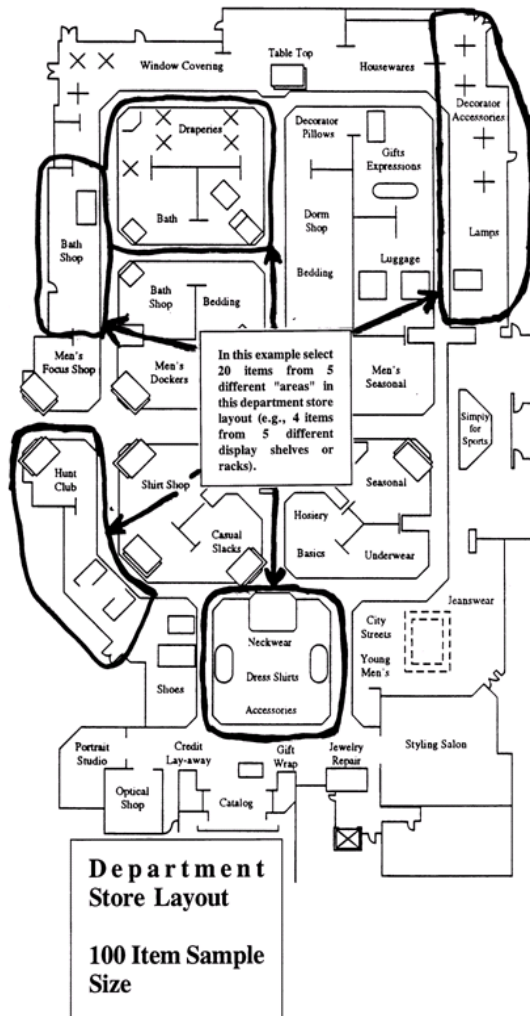 Window Covering
Table Top
Housewares
Decorator
Accessories
Draperies
Decorator
Pillows
Gifts
Expressions
Bath
Dorm
Shop
Lamps
Bath
Shop
Bedding
Luggage
Bath
Shop
Bedding
Men's
Focus Shop
Men's
Dockers
In this example select
20 items from 5
different "areas" in
this department store
layout (e.g., 4 items
from 5 different
display shelves or
racks).
Men's
Seasonal
Simply
for
Sports
Hunt
Club
Shirt Shop
Seasonal
Casual
Slacks
Hosiery
Basics
Underwear
Jeanswear
City
Streets
Young
Men's
Neckwear
Dress Shirts
Accessories
Shoes
Portrait
Studio
Credit
Lay-away
Gift
Wrap
Jewelry
Repair
Styling Salon
Optical
Shop
Catalog
Department
Store Layout
100 Item Sample
Size